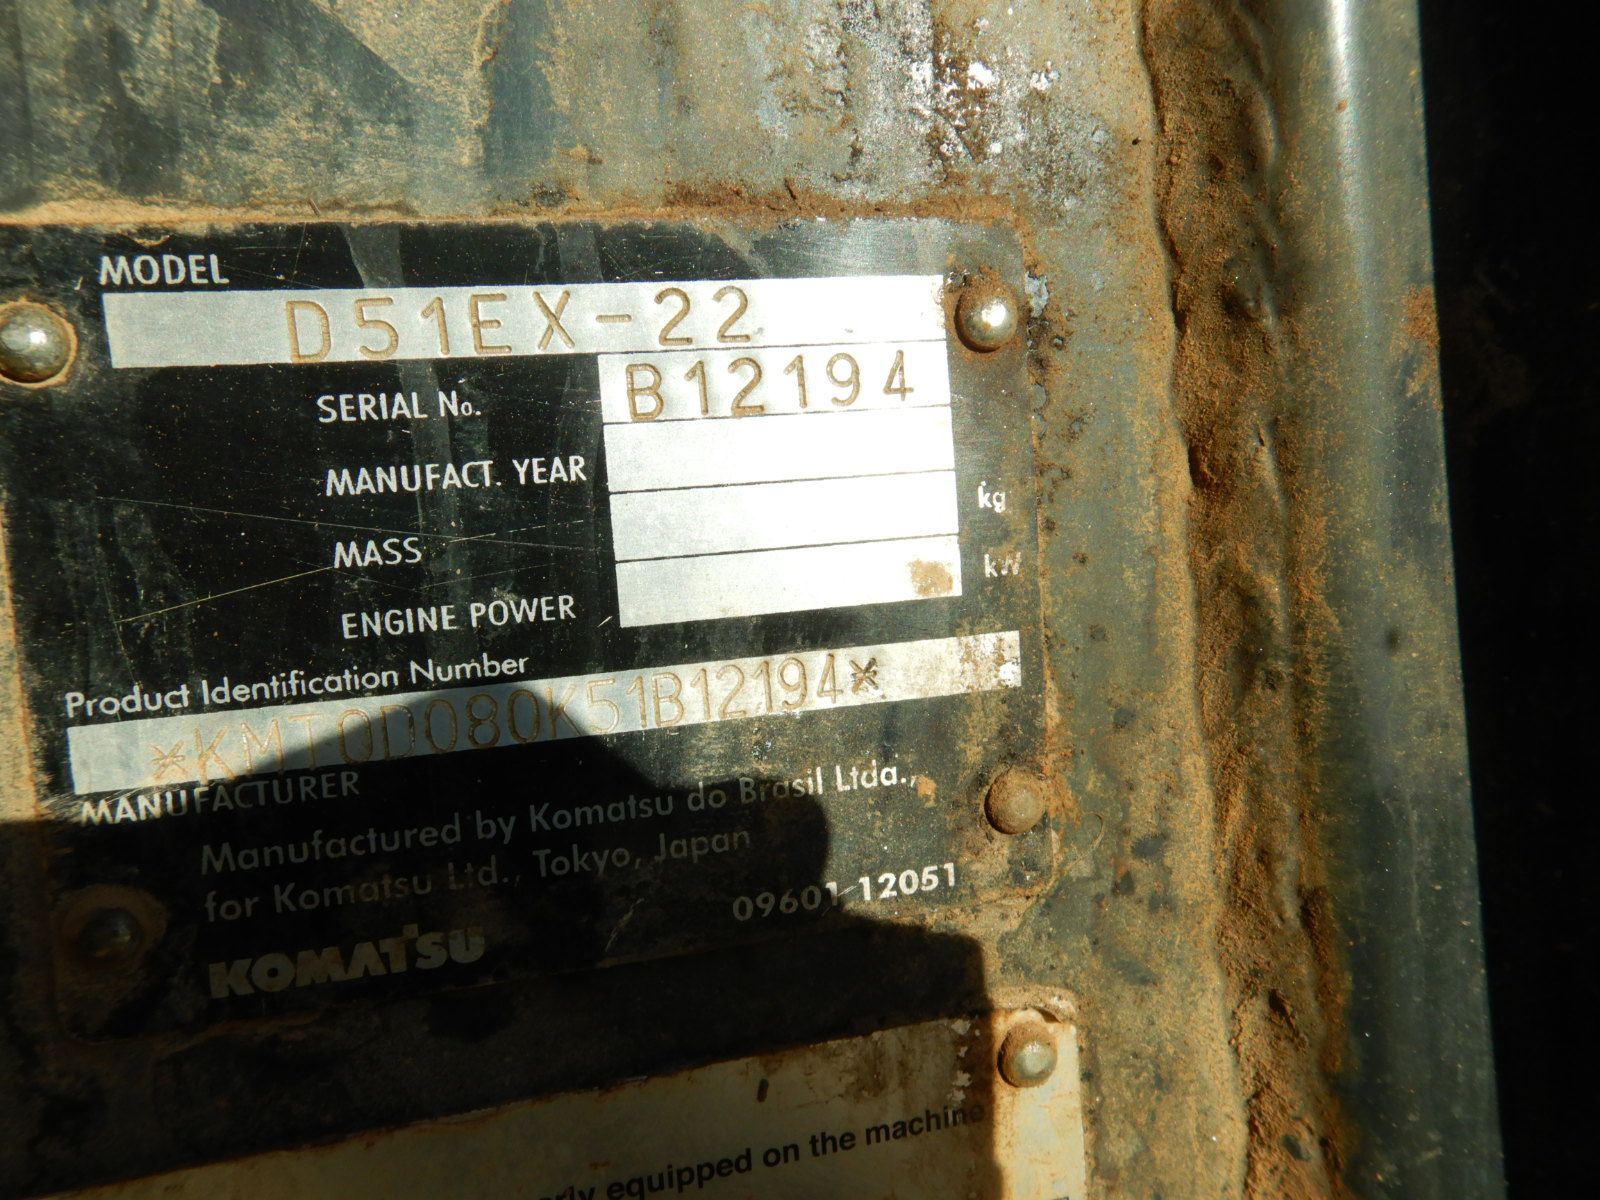 MODEL
D51EX-22
SERIAL No. B12194
MANUFACT. YEAR
MASS kg
ENGINE POWER kW
Product Identification Number
*KMT0D080K51B12194*
MANUFACTURER
Manufactured by Komatsu do Brasil Ltda.,
for Komatsu Ltd., Tokyo, Japan
09601-12051
KOMATSU
equipped on the machine